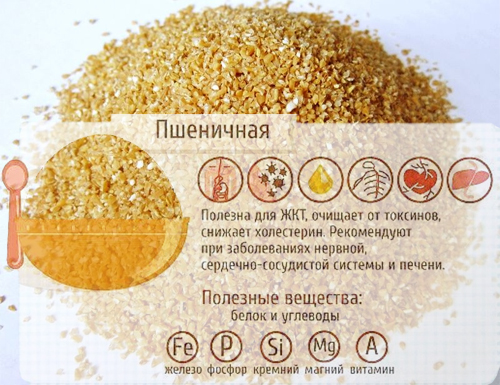 Пшеничная
Полезна для ЖКТ, очищает от токсинов,
снижает холестерин. Рекомендуют
при заболеваниях нервной,
сердечно-сосудистой системы и печени.
Полезные вещества:
белок и углеводы
Fe P Si Mg A
железо фосфор кремний магний витамин